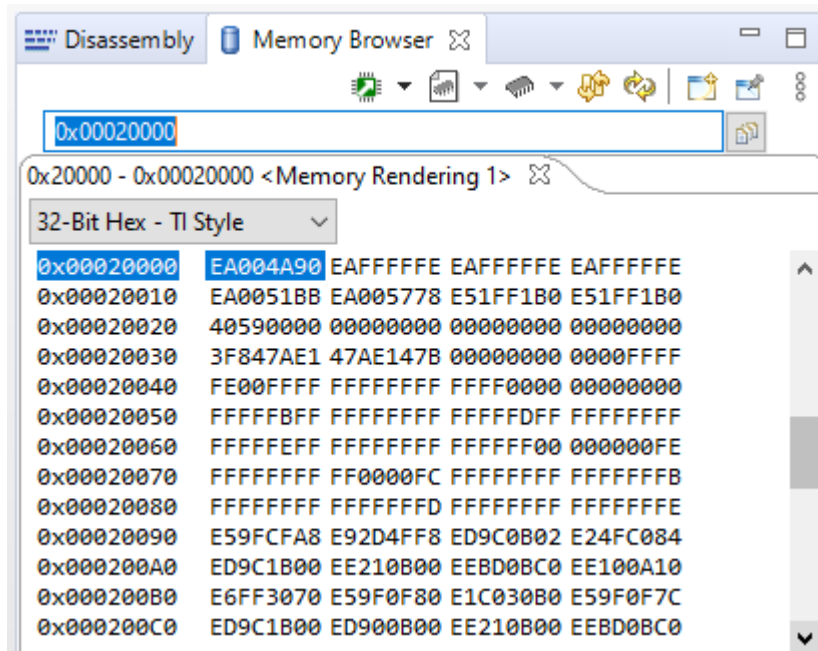 Disassembly Memory Browser
0x00020000
0x20000 - 0x00020000 <Memory Rendering 1>
32-Bit Hex - TI Style
0x00020000 EA004A90 EAFFFFFE EAFFFFFE EAFFFFFE
0x00020010 EA0051BB EA005778 E51FF1B0 E51FF1B0
0x00020020 40590000 00000000 00000000 00000000
0x00020030 3F847AE1 47AE147B 00000000 0000FFFF
0x00020040 FE00FFFF FFFFFFFF FFFF0000 00000000
0x00020050 FFFFFBFF FFFFFFFF FFFFFDFF FFFFFFFF
0x00020060 FFFFFEFF FFFFFFFF FFFFFF00 000000FE
0x00020070 FFFFFFFF FF0000FC FFFFFFFF FFFFFFFB
0x00020080 FFFFFFFF FFFFFFFD FFFFFFFF FFFFFFFE
0x00020090 E59FCFA8 E92D4FF8 ED9C0B02 E24FC084
0x000200A0 ED9C1B00 EE210B00 EEBD0BC0 EE100A10
0x000200B0 E6FF3070 E59F0F80 E1C030B0 E59F0F7C
0x000200C0 ED9C1B00 ED900B00 EE210B00 EEBD0BC0